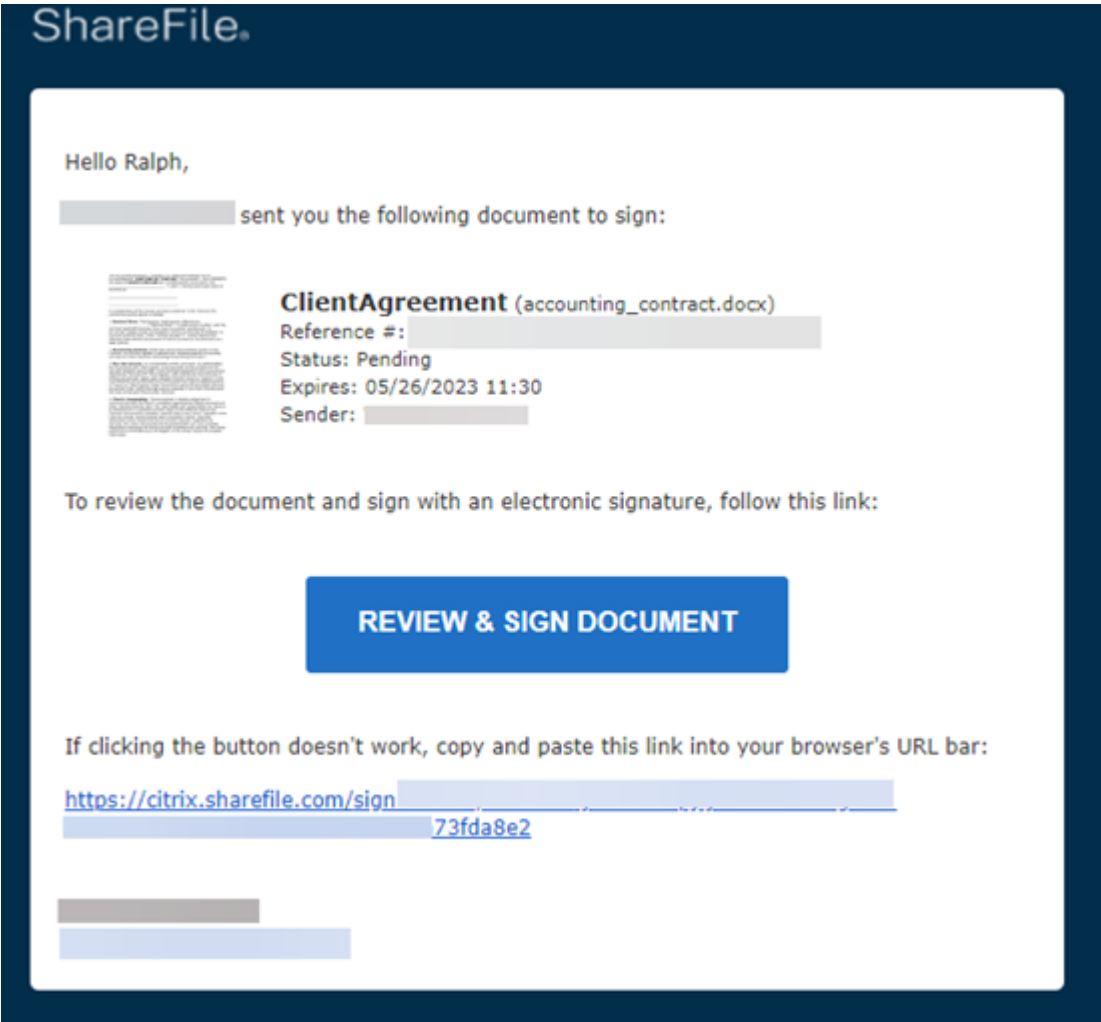 ShareFile®
Hello Ralph,
sent you the following document to sign:
ClientAgreement (accounting_contract.docx)
Reference #:
Status: Pending
Expires: 05/26/2023 11:30
Sender:
To review the document and sign with an electronic signature, follow this link:
REVIEW & SIGN DOCUMENT
If clicking the button doesn't work, copy and paste this link into your browser's URL bar:
https://citrix.sharefile.com/sign
73fda8e2